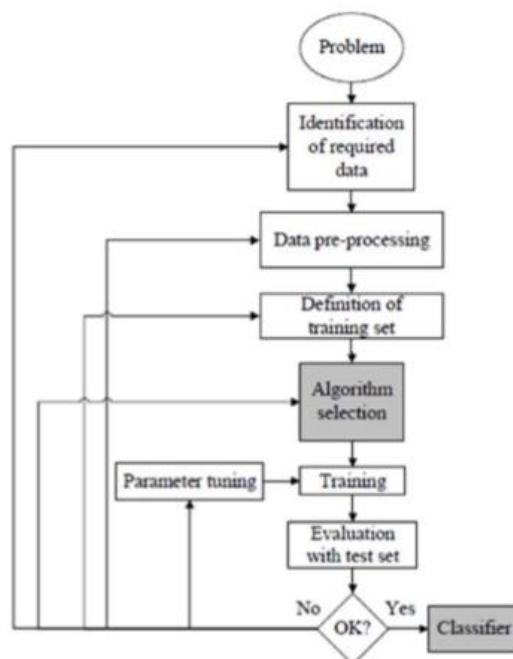 Problem
Identification
of required
data
Data pre-processing
Definition of
training set
Algorithm
selection
Parameter tuning
Training
Evaluation
with test set
No
Yes
OK?
Classifier